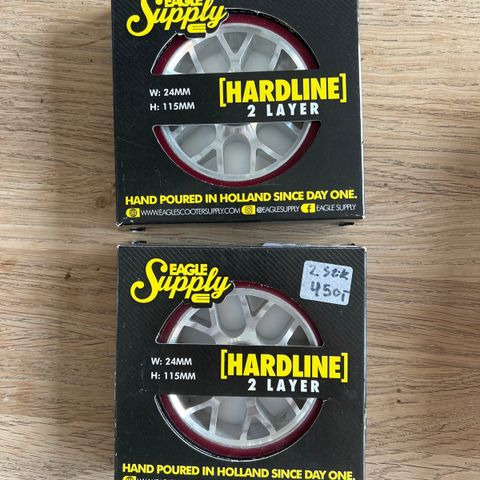 EAGLE
Supply
W: 24MM
H: 115MM
[HARDLINE]
2 LAYER
HAND POURED IN HOLLAND SINCE DAY ONE.
WWW.EAGLESCOOTERSUPPLY.COM @EAGLESUPPLY EAGLE SUPPLY
EAGLE
Supply
2 Stk
450,-
W: 24MM
H: 115MM
[HARDLINE]
2 LAYER
HAND POURED IN HOLLAND SINCE DAY ONE.